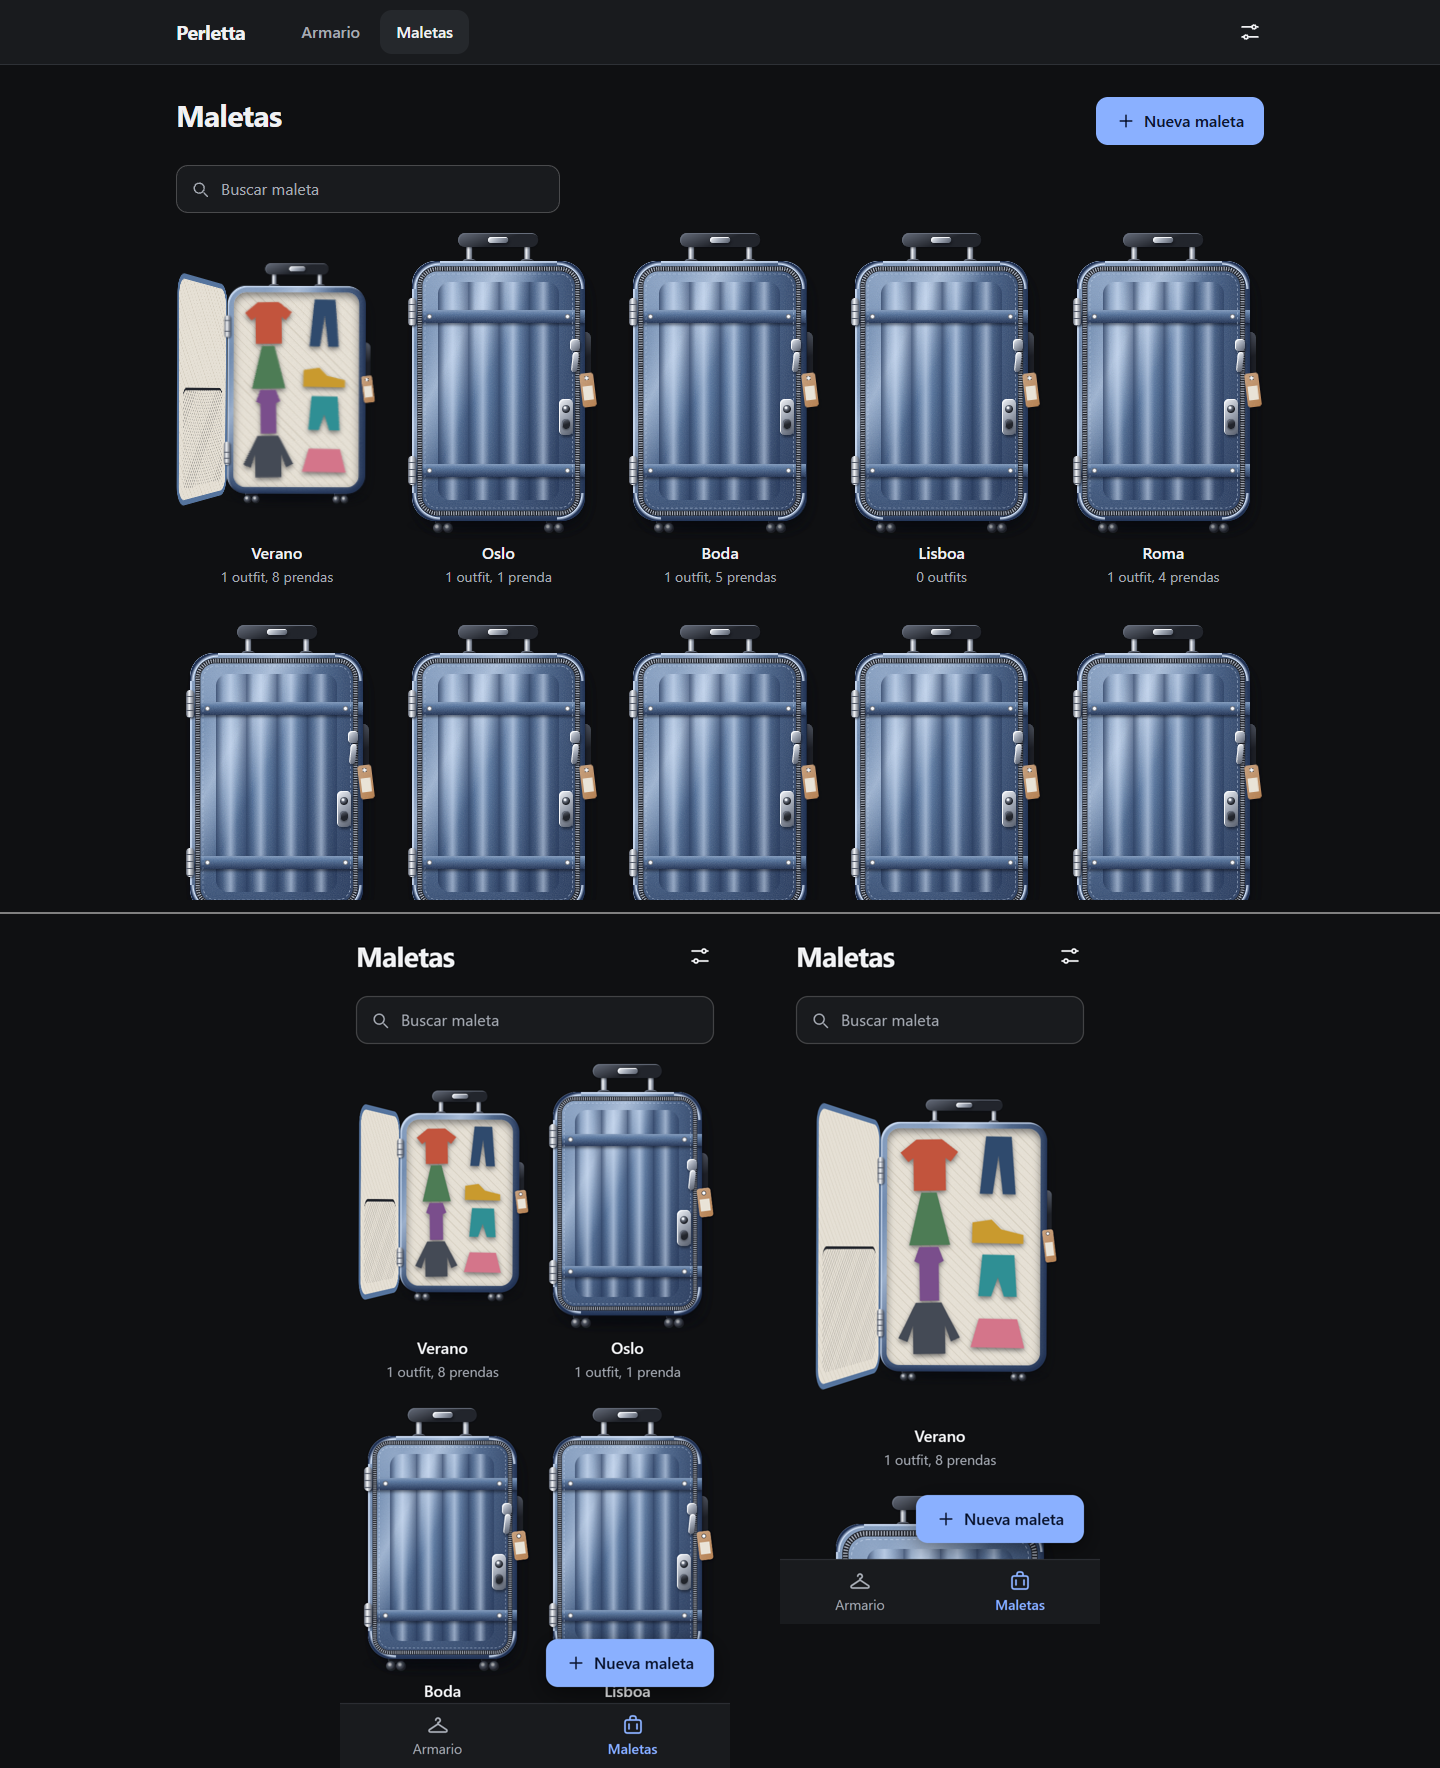 Perletta
Armario
Maletas
Maletas
Nueva maleta
Buscar maleta
Verano
1 outfit, 8 prendas
Oslo
1 outfit, 1 prenda
Boda
1 outfit, 5 prendas
Lisboa
0 outfits
Roma
1 outfit, 4 prendas
Maletas
Buscar maleta
Verano
1 outfit, 8 prendas
Oslo
1 outfit, 1 prenda
Nueva maleta
Boda
Lisboa
Armario
Maletas
Maletas
Buscar maleta
Verano
1 outfit, 8 prendas
Nueva maleta
Armario
Maletas